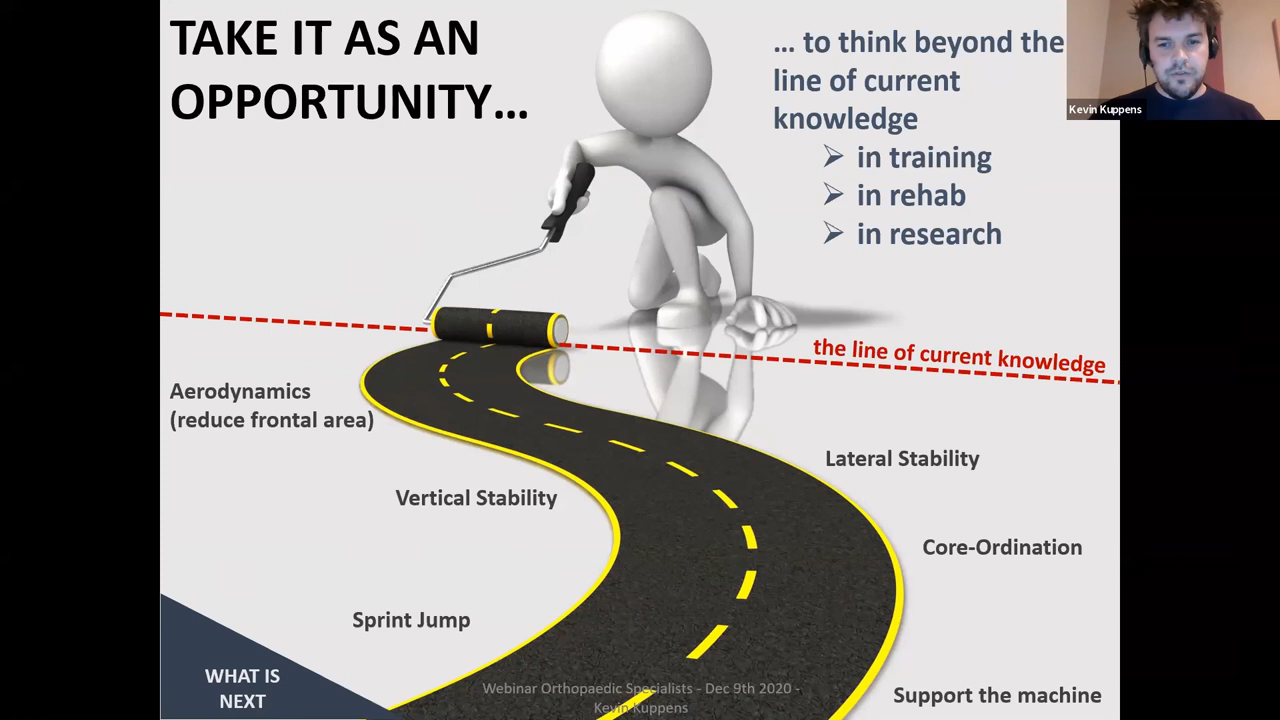 TAKE IT AS AN
OPPORTUNITY…
… to think beyond the
line of current
knowledge
➢ in training
➢ in rehab
➢ in research
Kevin Kuppens
the line of current knowledge
Aerodynamics
(reduce frontal area)
Lateral Stability
Vertical Stability
Core-Ordination
Sprint Jump
WHAT IS
NEXT
Webinar Orthopaedic Specialists - Dec 9th 2020 -
Kevin Kuppens
Support the machine